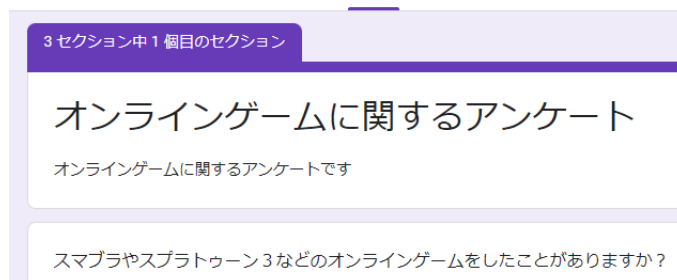 3 セクション中 1 個目のセクション
オンラインゲームに関するアンケート
オンラインゲームに関するアンケートです
スマブラやスプラトゥーン３などのオンラインゲームをしたことがありますか？